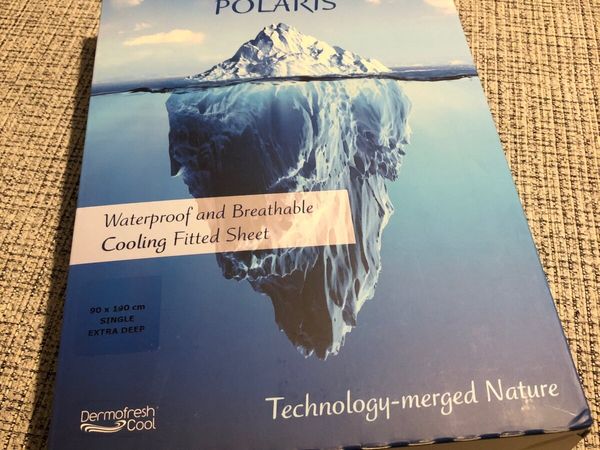 POLARIS
Waterproof and Breathable
Cooling Fitted Sheet
90 x 190 cm
SINGLE
EXTRA DEEP
Dermofresh
Cool
Technology-merged Nature